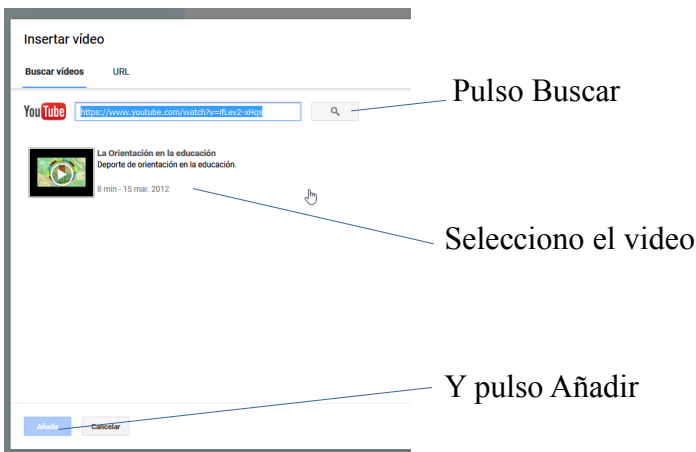 Insertar vídeo
Buscar vídeos URL
YouTube https://www.youtube.com/watch?v=ifLev2-xHqs
Pulso Buscar
La Orientación en la educación
Deporte de orientación en la educación.
8 min - 15 mar. 2012
Selecciono el video
Y pulso Añadir
Añadir Cancelar